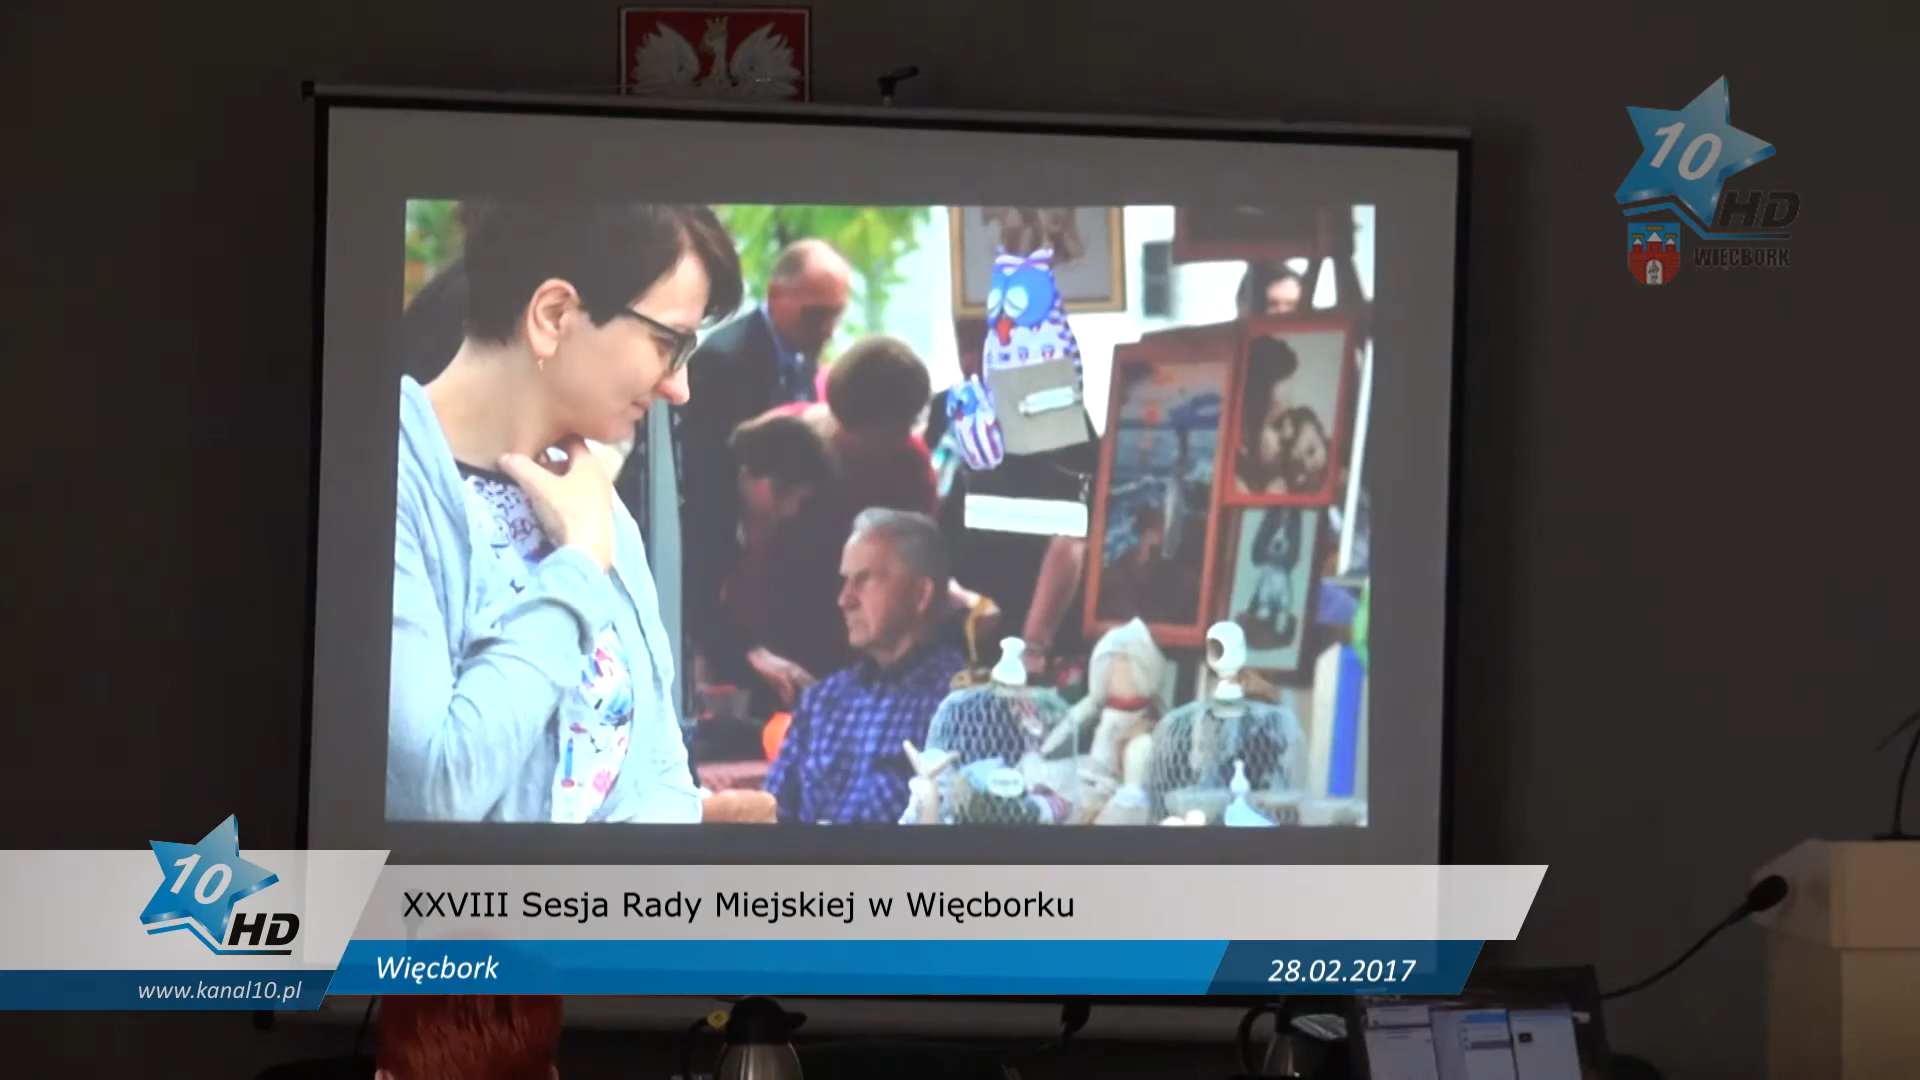 10
HD
WIĘCBORK
10
HD
XXVIII Sesja Rady Miejskiej w Więcborku
Więcbork
28.02.2017
www.kanal10.pl